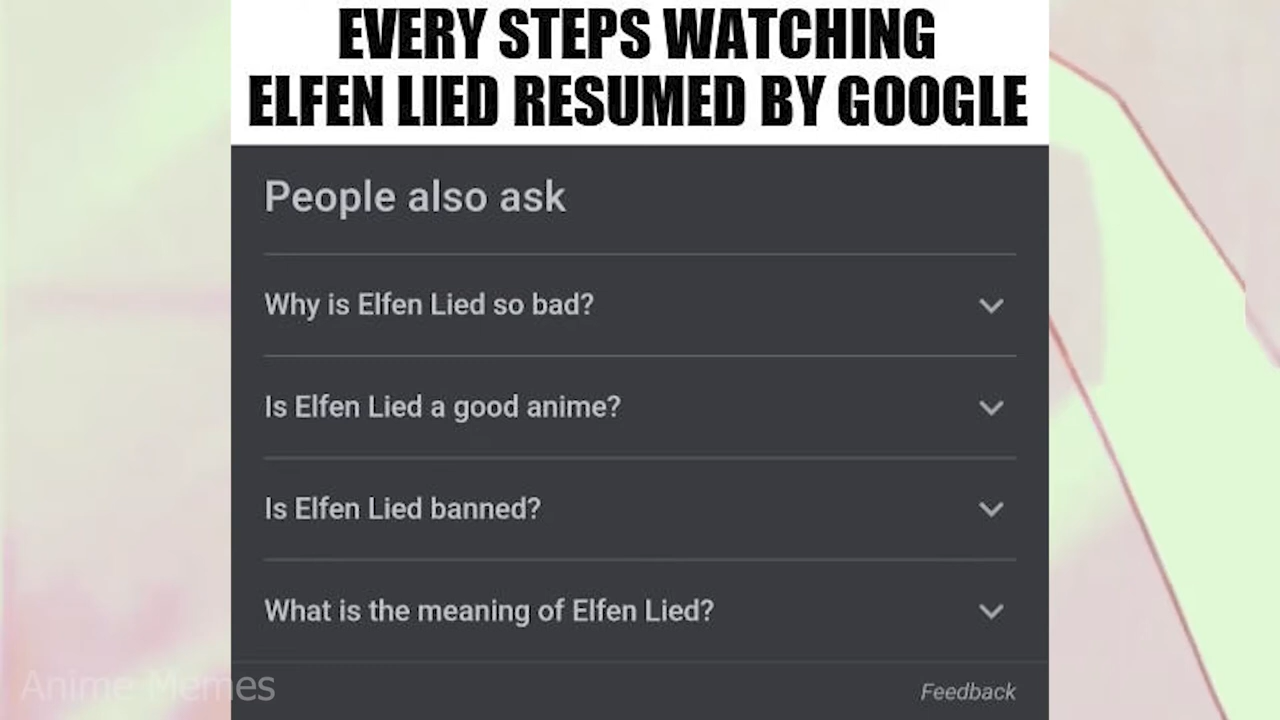 EVERY STEPS WATCHING
ELFEN LIED RESUMED BY GOOGLE
People also ask
Why is Elfen Lied so bad?
Is Elfen Lied a good anime?
Is Elfen Lied banned?
What is the meaning of Elfen Lied?
Anime Memes
Feedback